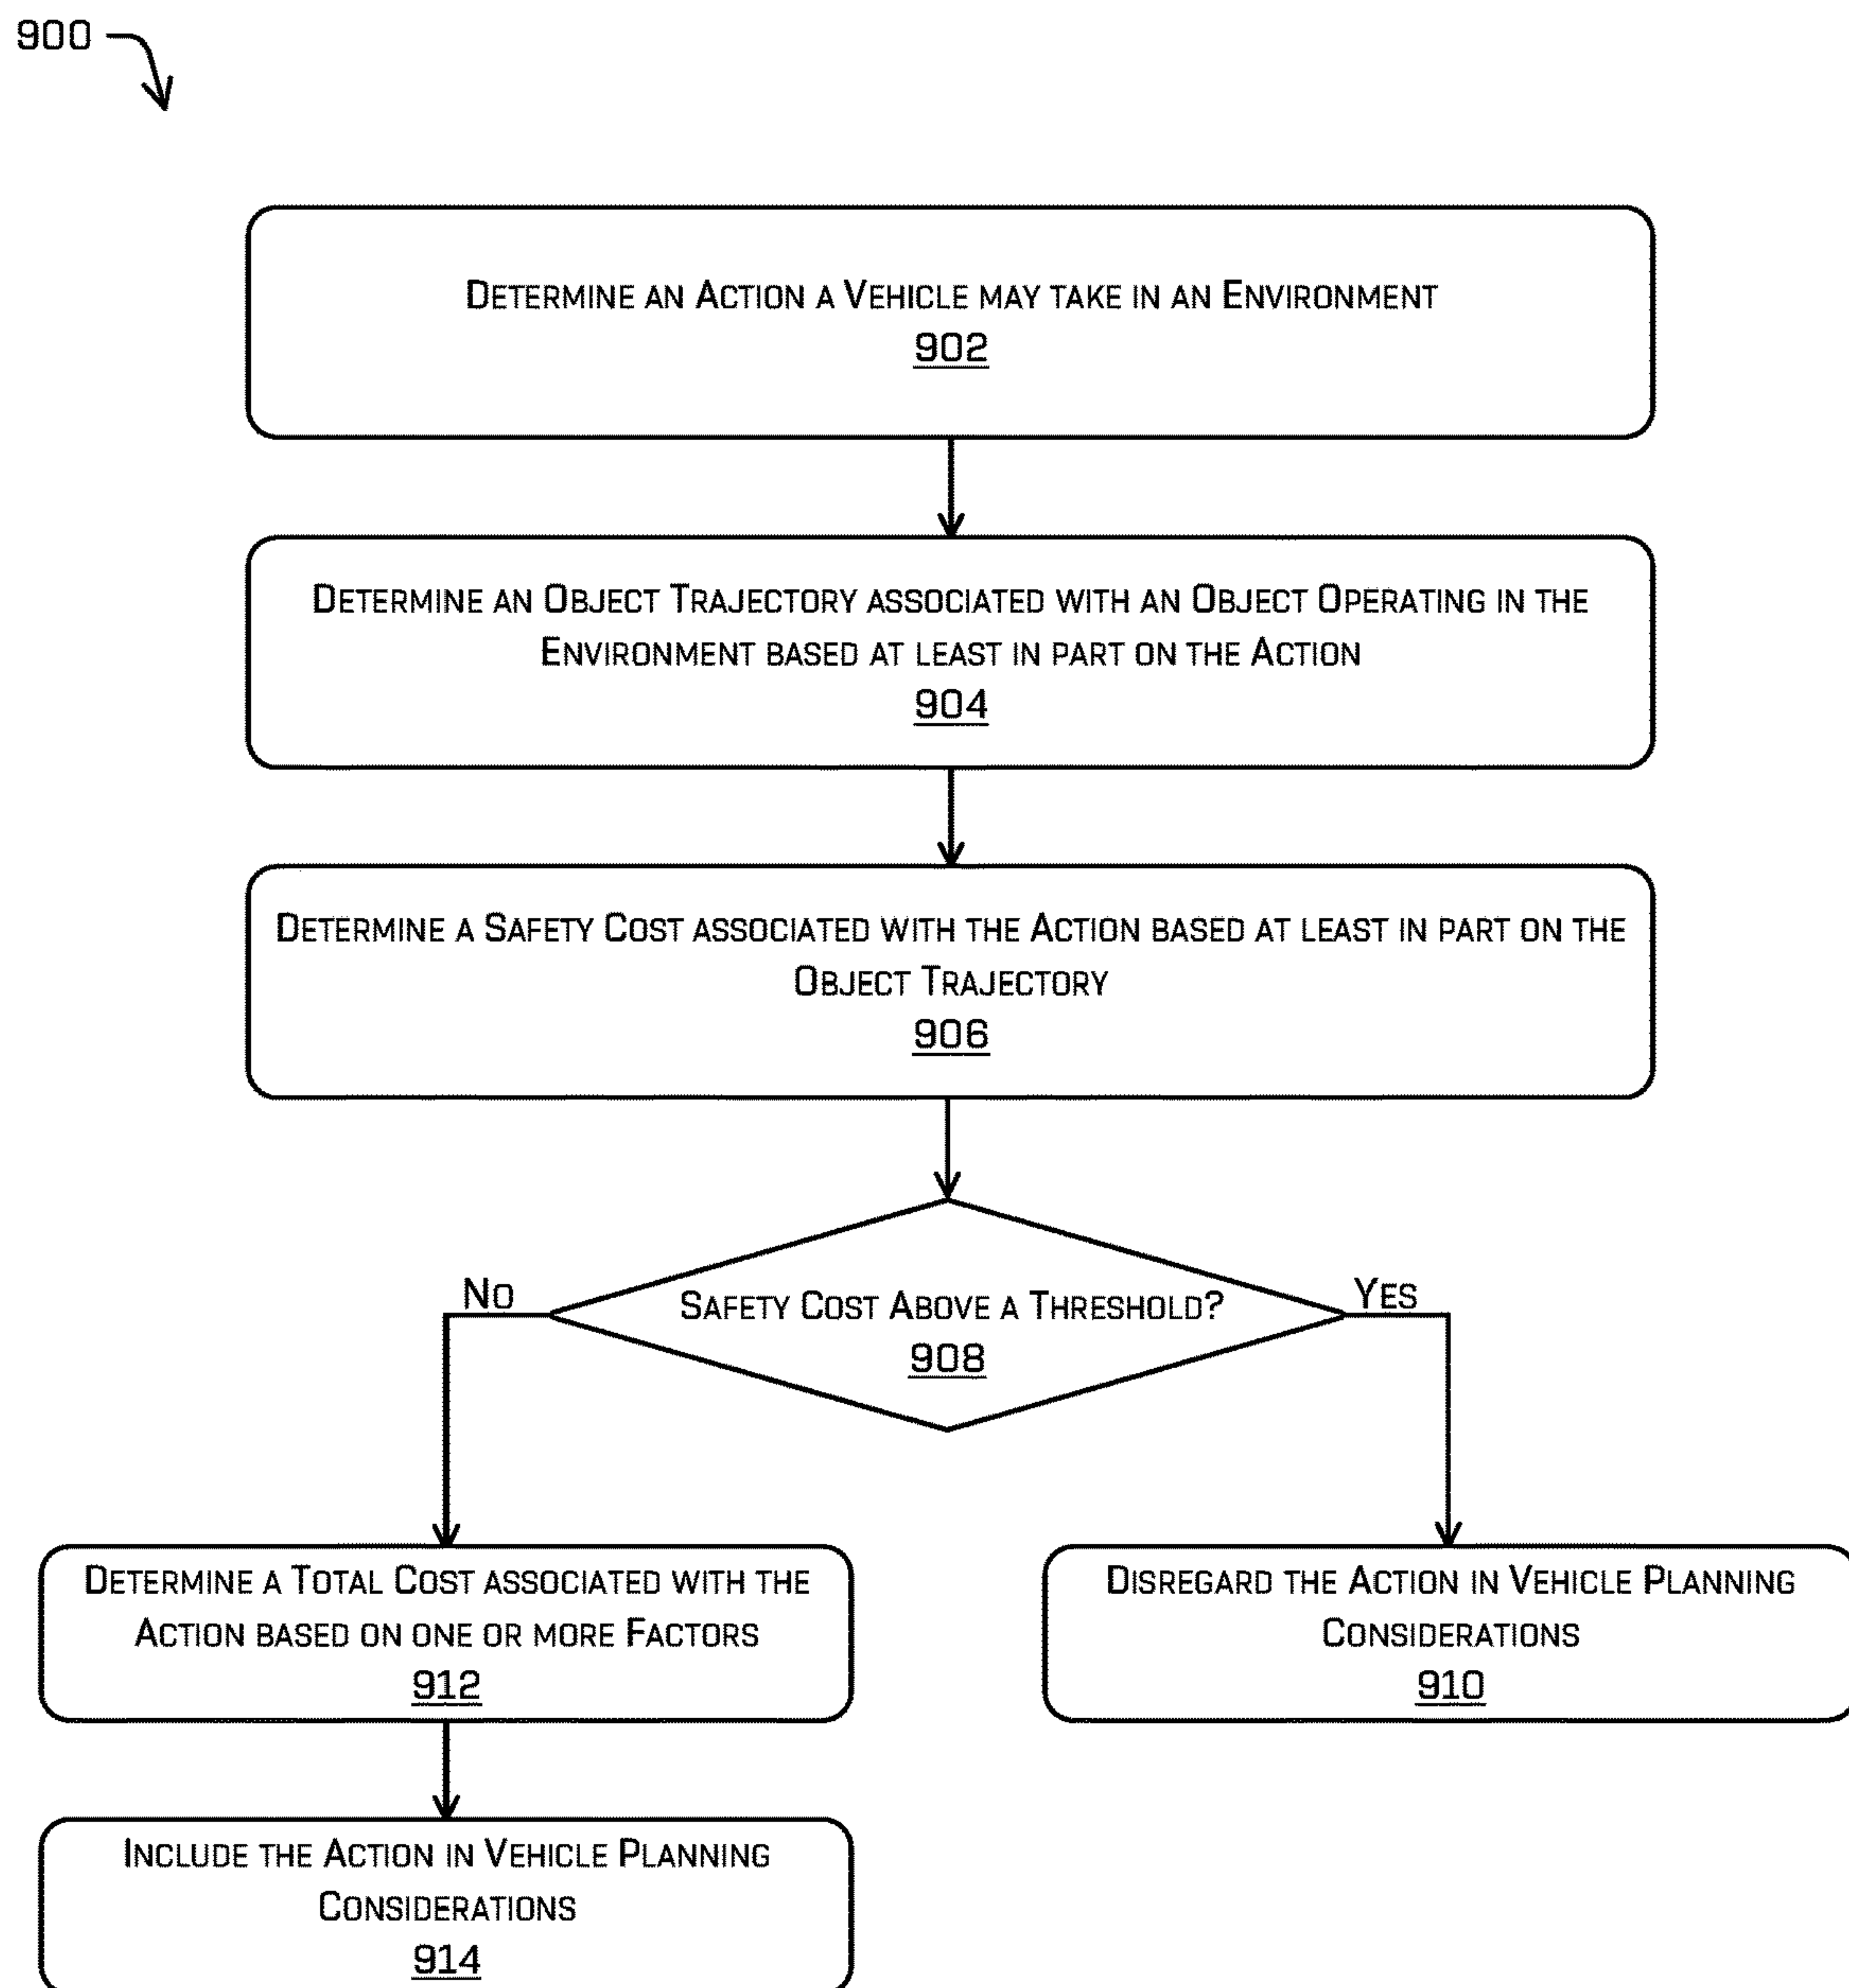 900
Determine an Action a Vehicle may take in an Environment
902
Determine an Object Trajectory associated with an Object Operating in the
Environment based at least in part on the Action
904
Determine a Safety Cost associated with the Action based at least in part on the
Object Trajectory
906
No
Yes
Safety Cost Above a Threshold?
908
Determine a Total Cost associated with the
Action based on one or more Factors
912
Disregard the Action in Vehicle Planning
Considerations
910
Include the Action in Vehicle Planning
Considerations
914